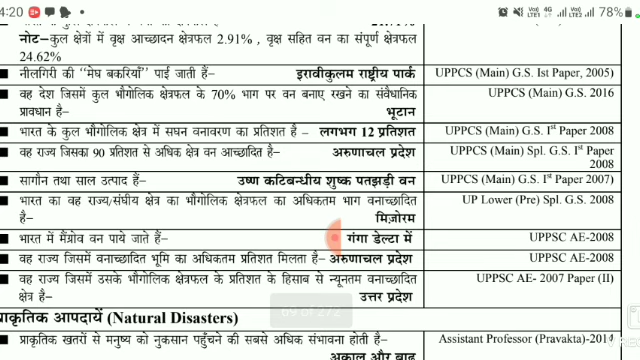 4:20
78%
नोट– कुल क्षेत्रों में वृक्ष आच्छादन क्षेत्रफल 2.91% , वृक्ष सहित वन का संपूर्ण क्षेत्रफल
24.62%
■ नीलगिरी की "मेघ बकरियाँ" पाई जाती हैं- इरावीकुलम राष्ट्रीय पार्क UPPCS (Main) G.S. Ist Paper, 2005)
■ वह देश जिसमें कुल भौगोलिक क्षेत्रफल के 70% भाग पर वन बनाए रखने का संवैधानिक UPPCS (Main) G.S. 2016
प्रावधान है- भूटान
■ भारत के कुल भौगोलिक क्षेत्र में सघन वनावरण का प्रतिशत है – लगभग 12 प्रतिशत UPPCS (Main) G.S. Ist Paper 2008
■ वह राज्य जिसका 90 प्रतिशत से अधिक क्षेत्र वन आच्छादित है- अरुणाचल प्रदेश UPPCS (Main) Spl. G.S. Ist Paper
2008
■ सागौन तथा साल उत्पाद हैं- उष्ण कटिबन्धीय शुष्क पतझड़ी वन UPPCS (Main) G.S. Ist Paper 2007)
■ भारत का वह राज्य/संघीय क्षेत्र का भौगोलिक क्षेत्रफल का अधिकतम भाग वनाच्छादित UP Lower (Pre) Spl. G.S. 2008
है- मिज़ोरम
■ भारत में मैंग्रोव वन पाये जाते हैं- गंगा डेल्टा में UPPSC AE-2008
■ वह राज्य जिसमें वनाच्छादित भूमि का अधिकतम प्रतिशत मिलता है- अरुणाचल प्रदेश UPPSC AE-2008
■ वह राज्य जिसमें उसके भौगोलिक क्षेत्रफल के प्रतिशत के हिसाब से न्यूनतम वनाच्छादित UPPSC AE- 2007 Paper (II)
क्षेत्र है- उत्तर प्रदेश
69 of 272
प्राकृतिक आपदायें (Natural Disasters)
■ प्राकृतिक खतरों से मनुष्य को नुकसान पहुँचने की सबसे अधिक संभावना होती है- Assistant Professor (Pravakta)-2014
अकाल और बाढ़